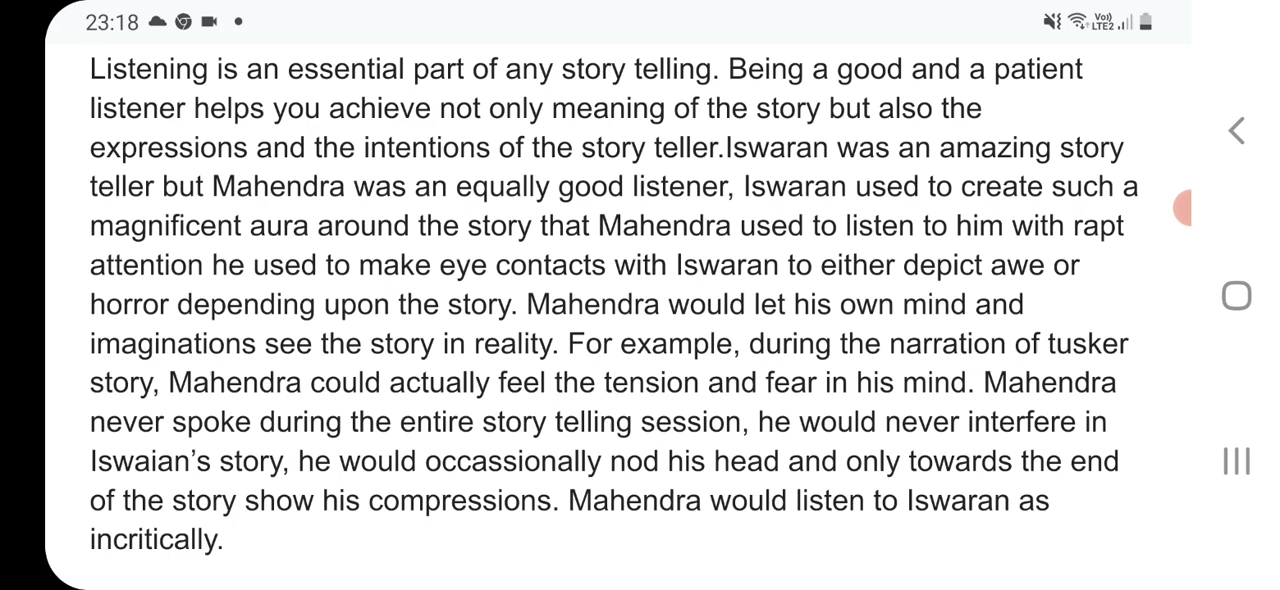 23:18
Vo)) LTE2
Listening is an essential part of any story telling. Being a good and a patient
listener helps you achieve not only meaning of the story but also the
expressions and the intentions of the story teller.Iswaran was an amazing story
teller but Mahendra was an equally good listener, Iswaran used to create such a
magnificent aura around the story that Mahendra used to listen to him with rapt
attention he used to make eye contacts with Iswaran to either depict awe or
horror depending upon the story. Mahendra would let his own mind and
imaginations see the story in reality. For example, during the narration of tusker
story, Mahendra could actually feel the tension and fear in his mind. Mahendra
never spoke during the entire story telling session, he would never interfere in
Iswaian’s story, he would occassionally nod his head and only towards the end
of the story show his compressions. Mahendra would listen to Iswaran as
incritically.